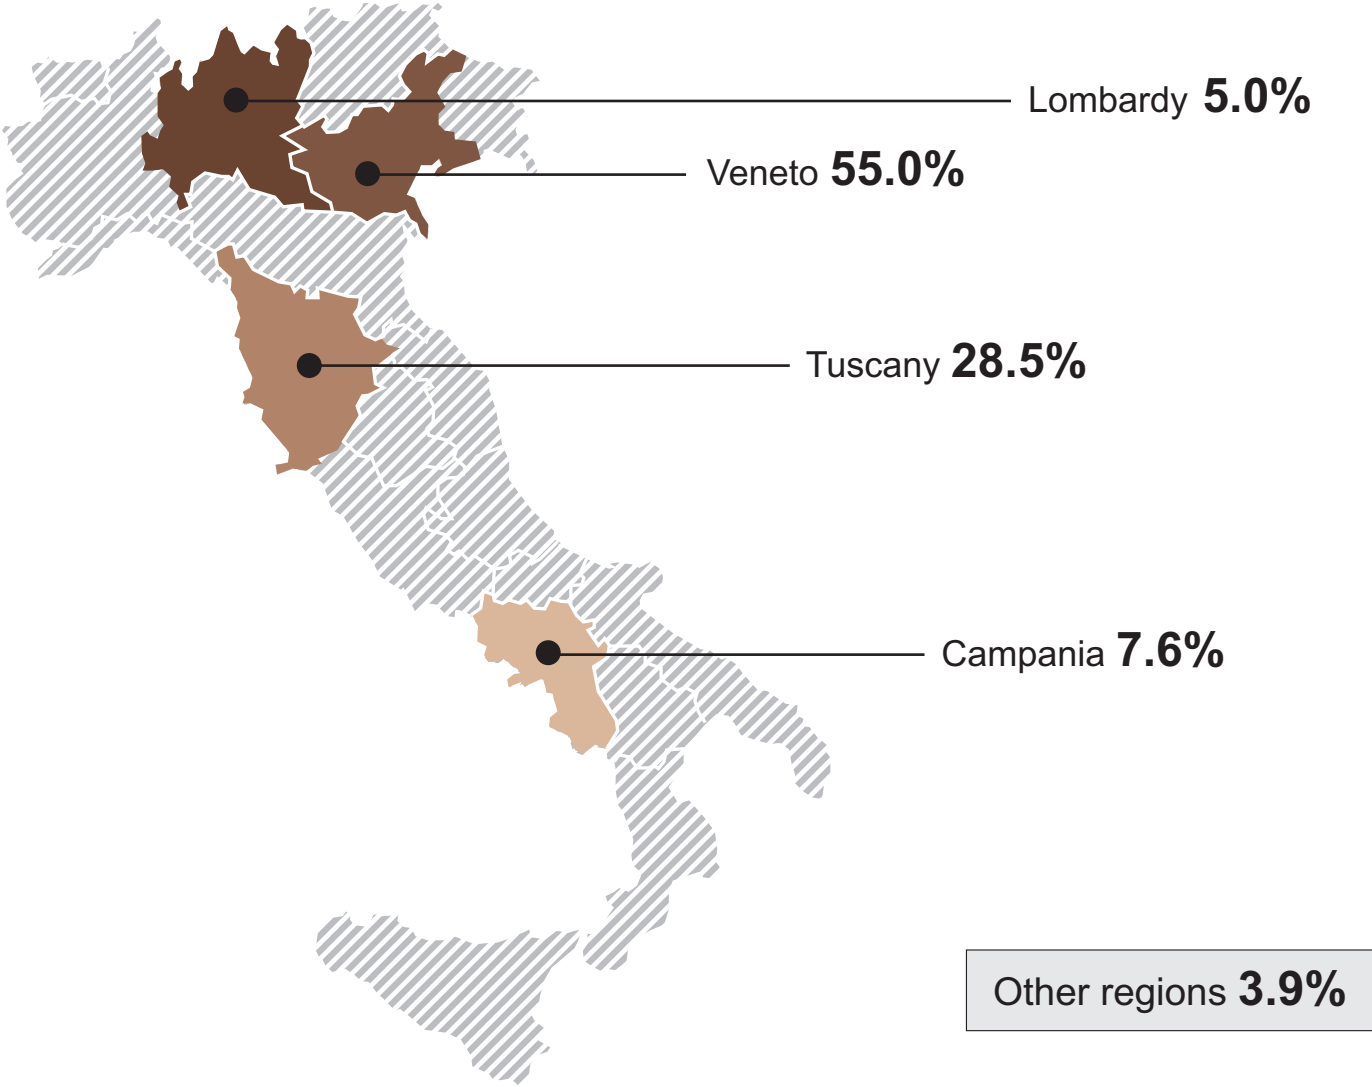 Lombardy 5.0%
Veneto 55.0%
Tuscany 28.5%
Campania 7.6%
Other regions 3.9%